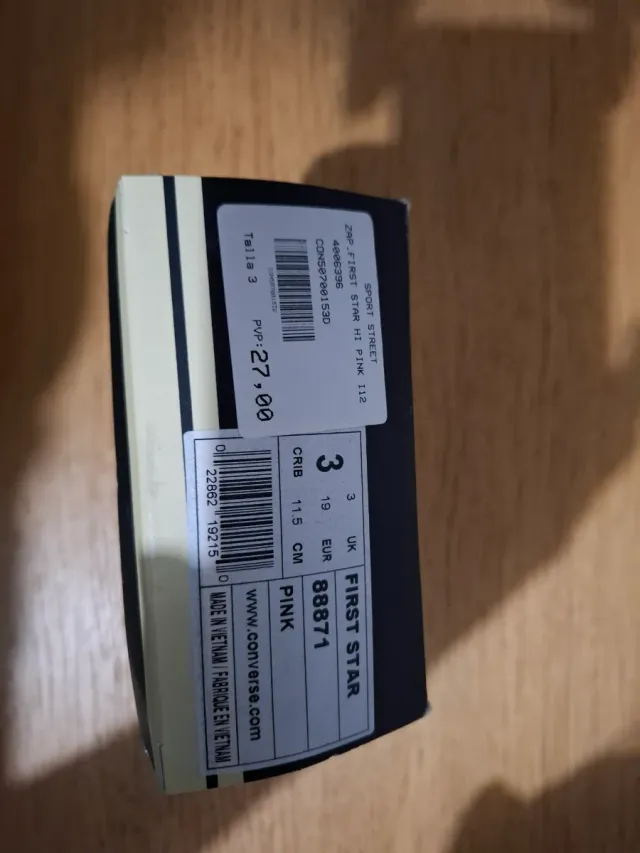 SPORT STREET
ZAP.FIRST STAR HI PINK I12
4006396
CON50700153D
Talla 3
PVP:27,00
3 UK
3 19 EUR
CRIB 11.5 CM
0 22862 19215 0
FIRST STAR
88871
PINK
www.converse.com
MADE IN VIETNAM / FABRIQUE EN VIETNAM